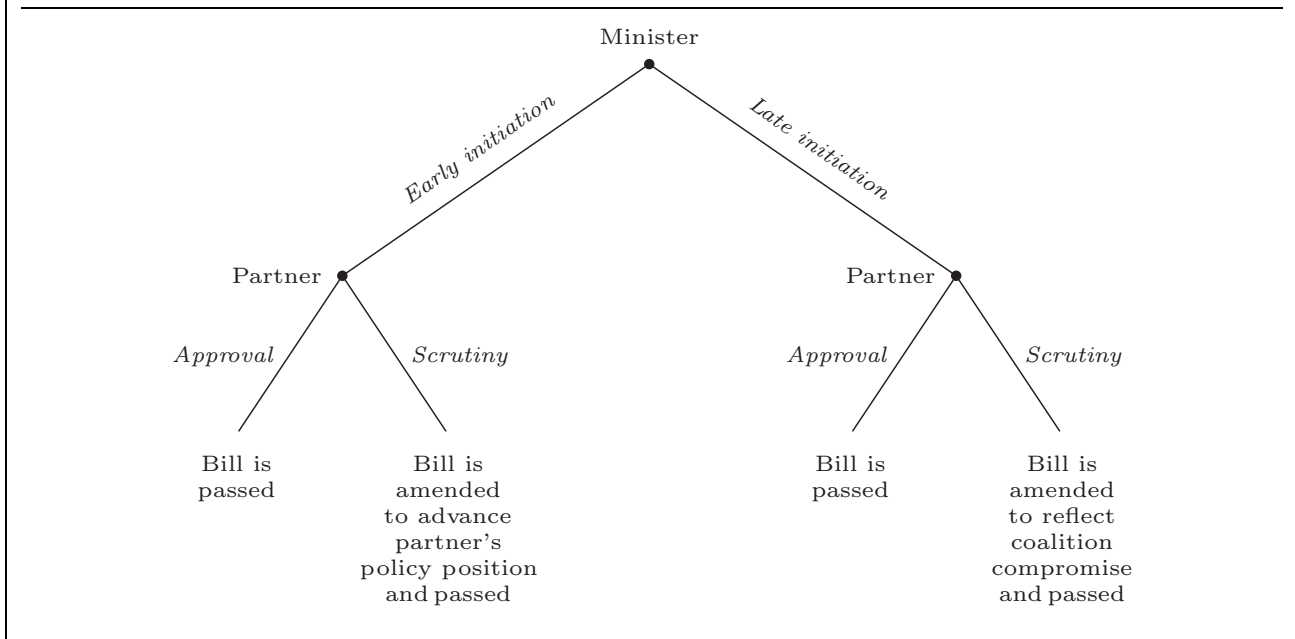 Minister
Early initiation
Late initiation
Partner
Partner
Approval
Scrutiny
Approval
Scrutiny
Bill is
passed
Bill is
amended
to advance
partner's
policy position
and passed
Bill is
passed
Bill is
amended
to reflect
coalition
compromise
and passed